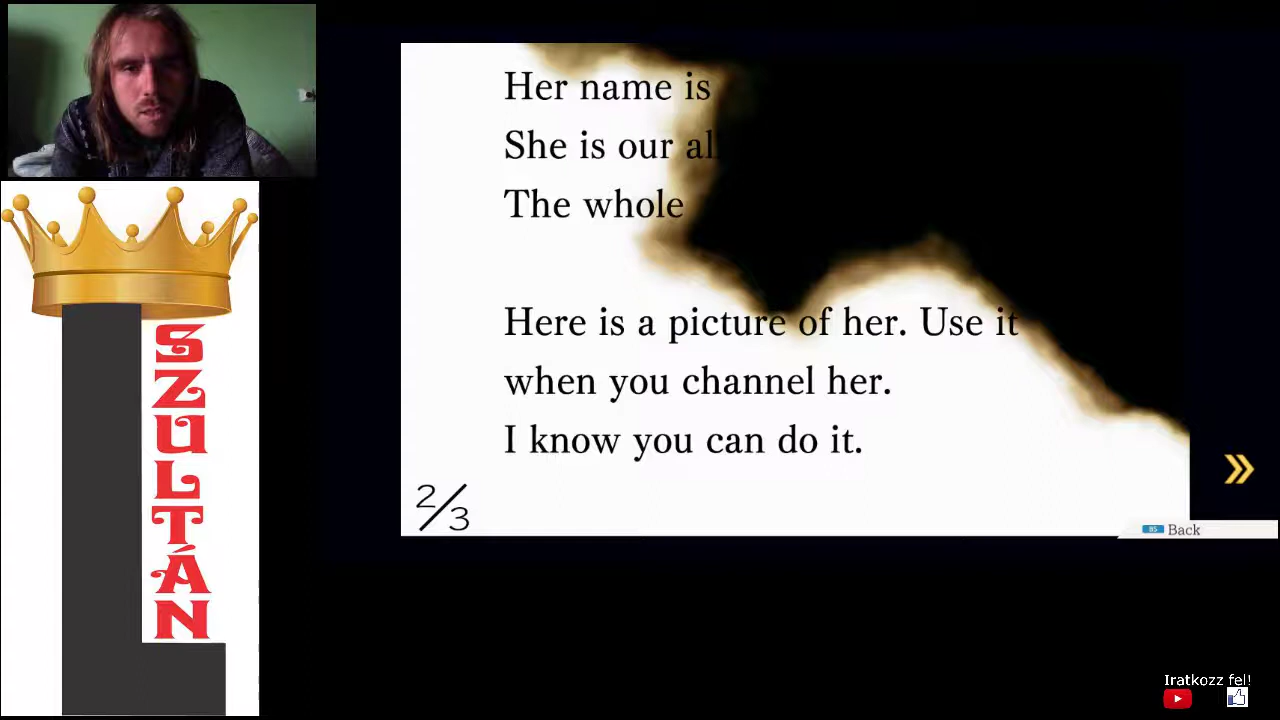 Her name is
She is our al
The whole
Here is a picture of her. Use it
when you channel her.
I know you can do it.
2/3
BS Back
L
SZULTÁN
Iratkozz fel!